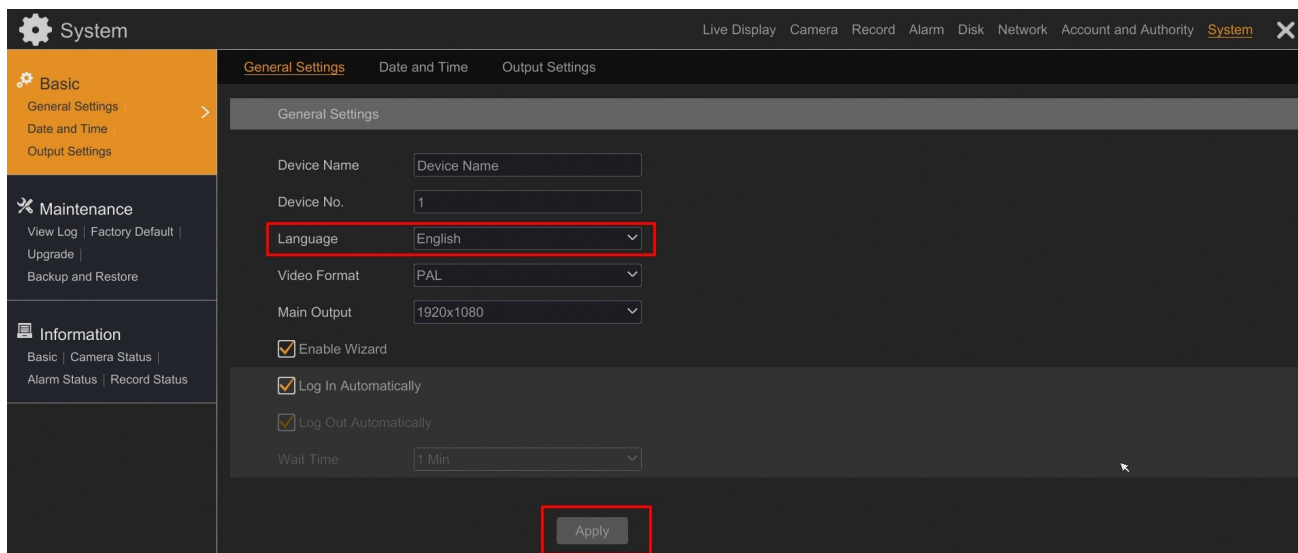 System
Live Display Camera Record Alarm Disk Network Account and Authority System
Basic
General Settings |
Date and Time |
Output Settings
Maintenance
View Log | Factory Default |
Upgrade |
Backup and Restore
Information
Basic | Camera Status |
Alarm Status | Record Status
General Settings Date and Time Output Settings
General Settings
Device Name Device Name
Device No. 1
Language English
Video Format PAL
Main Output 1920x1080
Enable Wizard
Log In Automatically
Log Out Automatically
Wait Time 1 Min
Apply